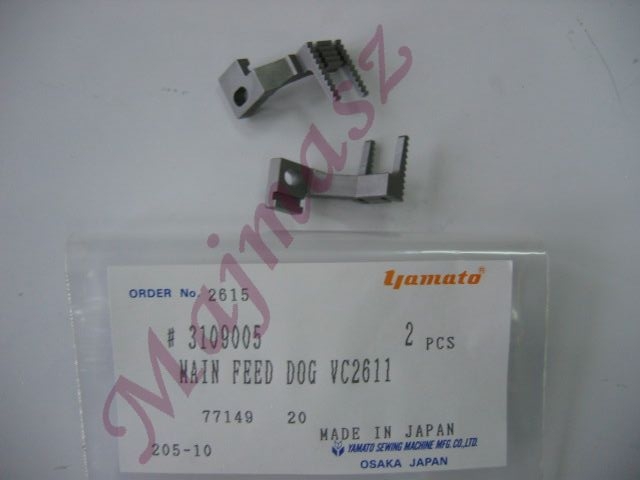 Majmasz
Yamato®
ORDER No. 2615
# 3109005 2 PCS
MAIN FEED DOG VC2611
77149 20
MADE IN JAPAN
205-10 YAMATO SEWING MACHINE MFG.CO.,LTD.
OSAKA JAPAN